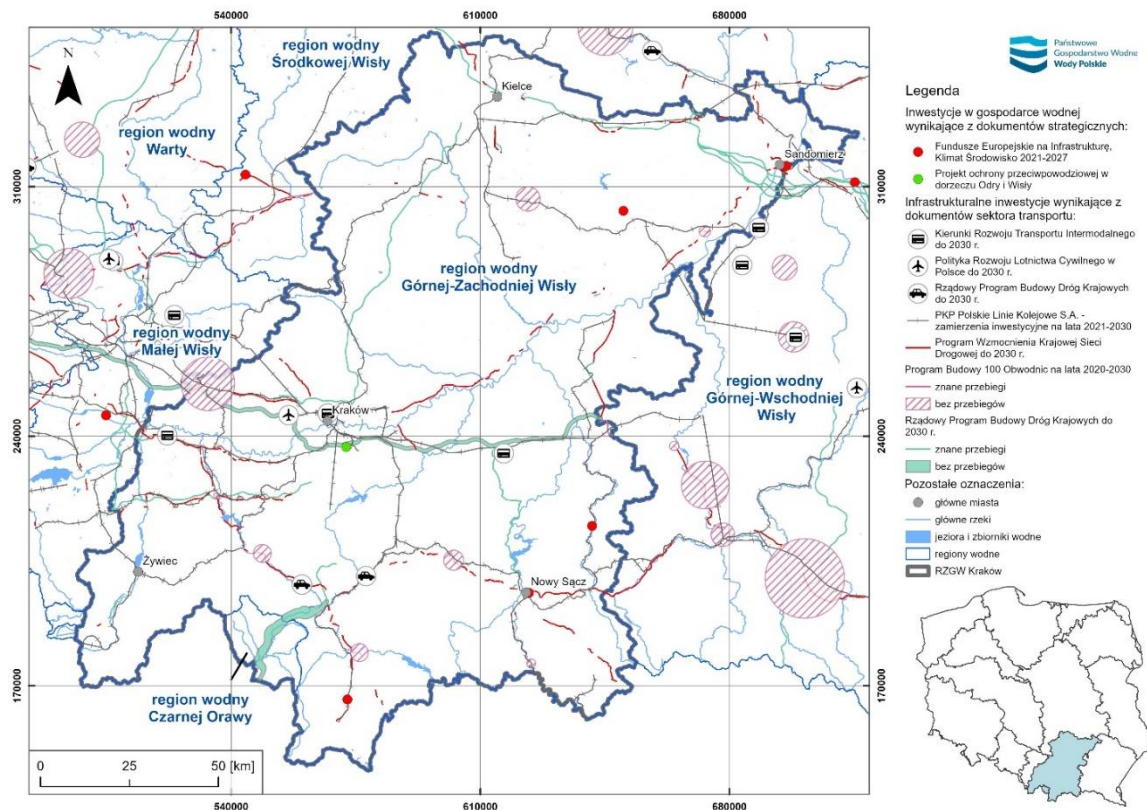 540000
610000
680000
N
region wodny
Środkowej Wisły
Kielce
region wodny
Warty
Sandomierz
310000
310000
region wodny
Górnej-Zachodniej Wisły
region wodny
Małej Wisły
region wodny
Górnej-Wschodniej
Wisły
Kraków
240000
240000
Żywiec
Nowy Sącz
170000
170000
region wodny
Czarnej Orawy
0 25 50 [km]
540000
610000
680000
Państwowe
Gospodarstwo Wodne
Wody Polskie
Legenda
Inwestycje w gospodarce wodnej
wynikające z dokumentów strategicznych:
Fundusze Europejskie na Infrastrukturę,
Klimat Środowisko 2021-2027
Projekt ochrony przeciwpowodziowej w
dorzeczu Odry i Wisły
Infrastrukturalne inwestycje wynikające z
dokumentów sektora transportu:
Kierunki Rozwoju Transportu Intermodalnego
do 2030 r.
Polityka Rozwoju Lotnictwa Cywilnego w
Polsce do 2030 r.
Rządowy Program Budowy Dróg Krajowych
do 2030 r.
PKP Polskie Linie Kolejowe S.A. -
zamierzenia inwestycyjne na lata 2021-2030
Program Wzmocnienia Krajowej Sieci
Drogowej do 2030 r.
Program Budowy 100 Obwodnic na lata 2020-2030
znane przebiegi
bez przebiegów
Rządowy Program Budowy Dróg Krajowych do
2030 r.
znane przebiegi
bez przebiegów
Pozostałe oznaczenia:
główne miasta
główne rzeki
jeziora i zbiorniki wodne
regiony wodne
RZGW Kraków